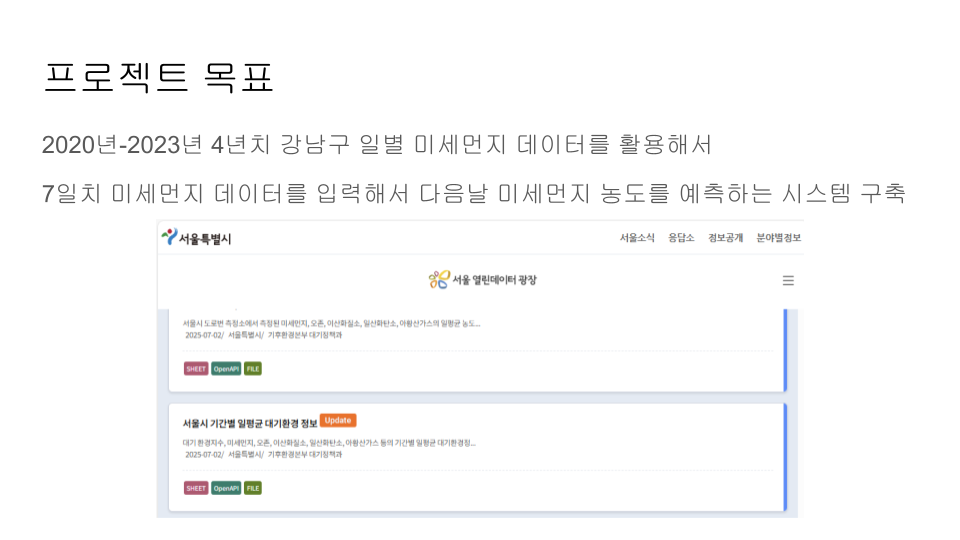 프로젝트 목표
2020년-2023년 4년치 강남구 일별 미세먼지 데이터를 활용해서
7일치 미세먼지 데이터를 입력해서 다음날 미세먼지 농도를 예측하는 시스템 구축
서울특별시
서울소식 응답소 정보공개 분야별정보
서울 열린데이터 광장
서울시 도로변 측정소에서 측정된 미세먼지, 오존, 이산화질소, 일산화탄소, 아황산가스의 일평균 농도...
2025-07-02/ 서울특별시/ 기후환경본부 대기정책과
SHEET OpenAPI FILE
서울시 기간별 일평균 대기환경 정보 Update
대기 환경지수, 미세먼지, 오존, 이산화질소, 일산화탄소, 아황산가스 등의 기간별 일평균 대기환경정...
2025-07-02/ 서울특별시/ 기후환경본부 대기정책과
SHEET OpenAPI FILE